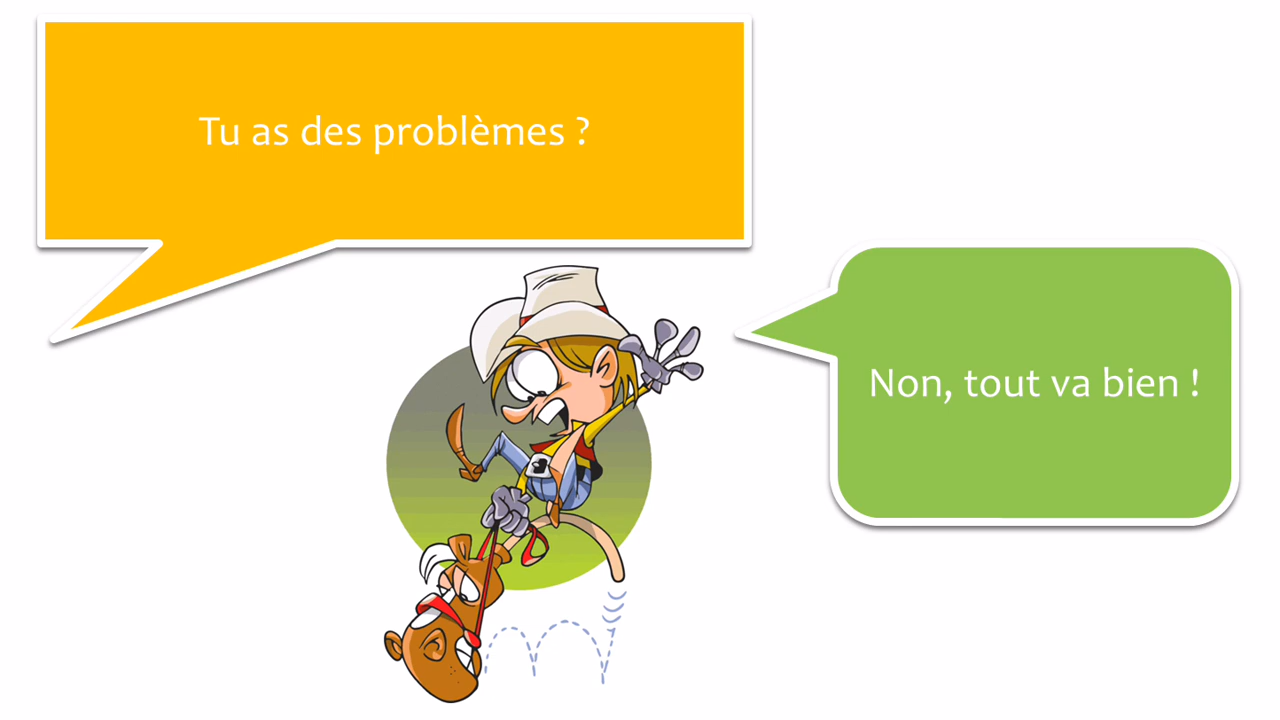 Tu as des problèmes ?
Non, tout va bien !